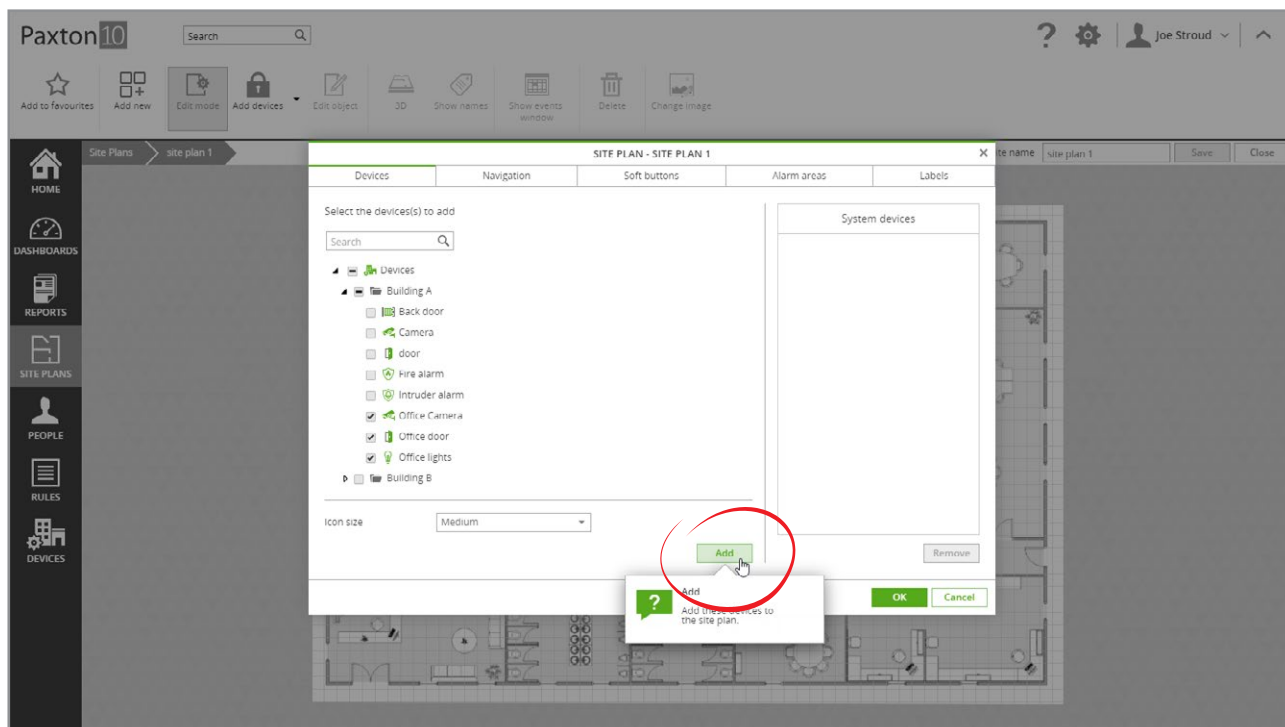 Paxton10
Search
Joe Stroud
Add to favourites
Add new
Edit mode
Add devices
Edit object
3D
Show names
Show events
window
Delete
Change image
HOME
DASHBOARDS
REPORTS
SITE PLANS
PEOPLE
RULES
DEVICES
Site Plans
site plan 1
te name
site plan 1
Save
Close
SITE PLAN - SITE PLAN 1
Devices
Navigation
Soft buttons
Alarm areas
Labels
Select the devices(s) to add
Search
Devices
Building A
Back door
Camera
door
Fire alarm
Intruder alarm
Office Camera
Office door
Office lights
Building B
Icon size
Medium
Add
System devices
Remove
OK
Cancel
Add
Add these devices to
the site plan.